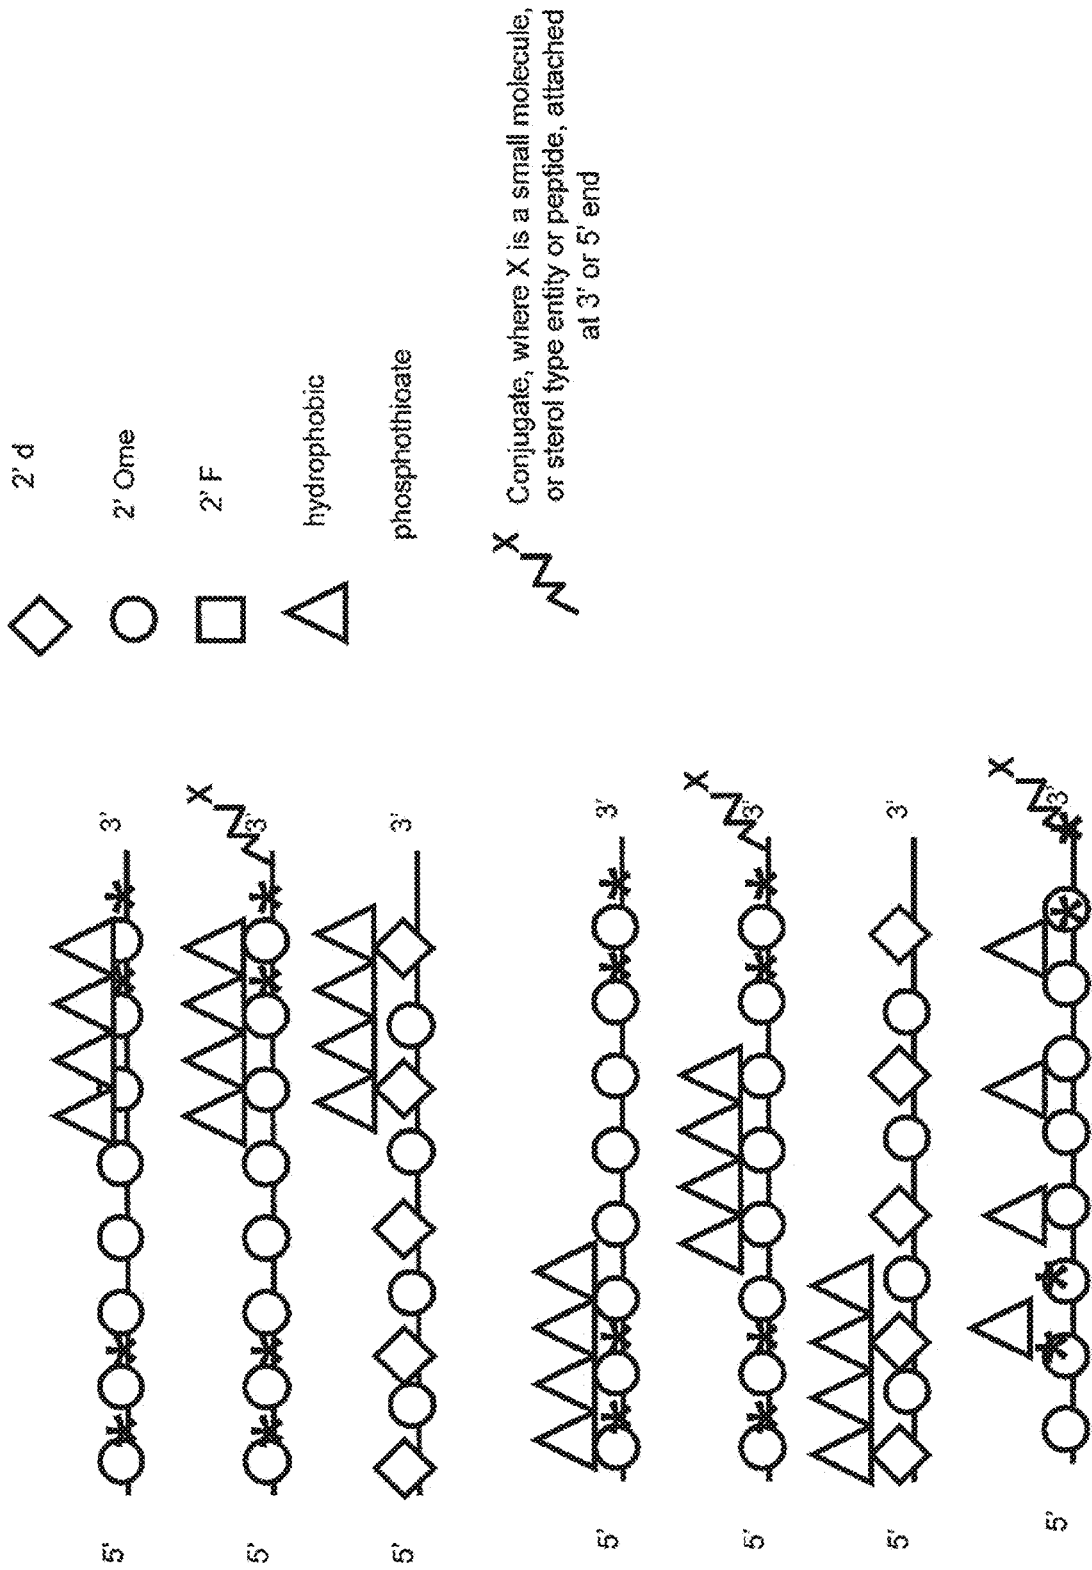 5' 3'
5' X 3'
5' 3'
5' 3'
5' X 3'
5' 3'
5' X 3'
2' d
2' Ome
2' F
hydrophobic
phosphothioate
X
Conjugate, where X is a small molecule,
or sterol type entity or peptide, attached
at 3' or 5' end